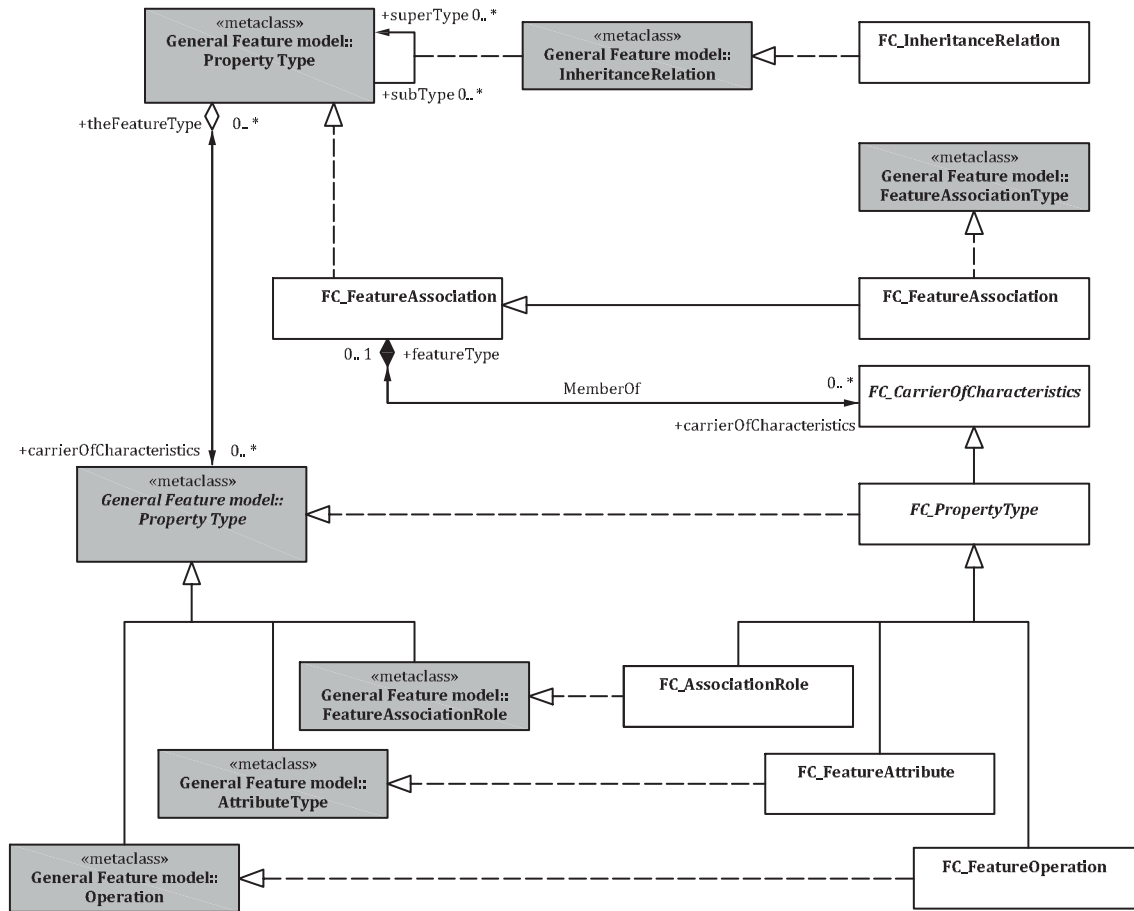 +superType 0..*
«metaclass»
General Feature model::
Property Type
+subType 0..*
«metaclass»
General Feature model::
InheritanceRelation
FC_InheritanceRelation
+theFeatureType
0..*
«metaclass»
General Feature model::
FeatureAssociationType
FC_FeatureAssociation
FC_FeatureAssociation
0..1
+featureType
MemberOf
0..*
+carrierOfCharacteristics
FC_CarrierOfCharacteristics
+carrierOfCharacteristics
0..*
«metaclass»
General Feature model::
Property Type
FC_PropertyType
«metaclass»
General Feature model::
FeatureAssociationRole
FC_AssociationRole
«metaclass»
General Feature model::
AttributeType
FC_FeatureAttribute
«metaclass»
General Feature model::
Operation
FC_FeatureOperation